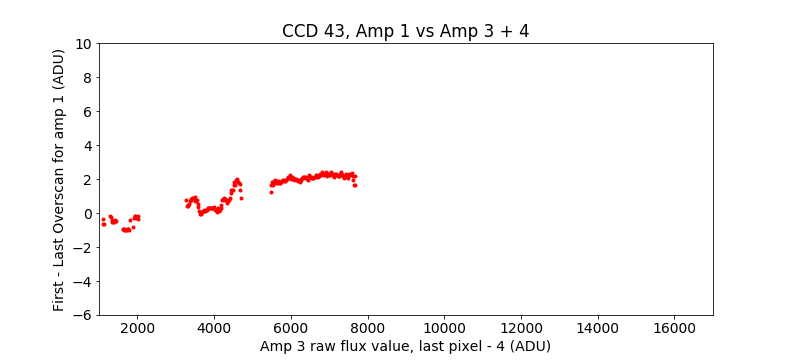 CCD 43, Amp 1 vs Amp 3 + 4
First - Last Overscan for amp 1 (ADU)
10
8
6
4
2
0
−2
−4
−6
2000 4000 6000 8000 10000 12000 14000 16000
Amp 3 raw flux value, last pixel - 4 (ADU)